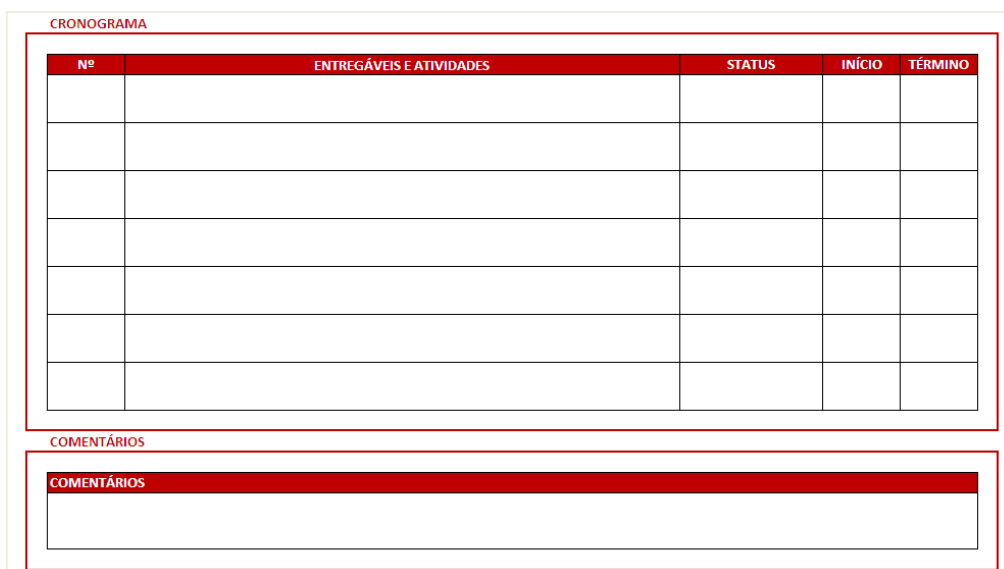 CRONOGRAMA
Nº ENTREGÁVEIS E ATIVIDADES STATUS INÍCIO TÉRMINO
COMENTÁRIOS
COMENTÁRIOS